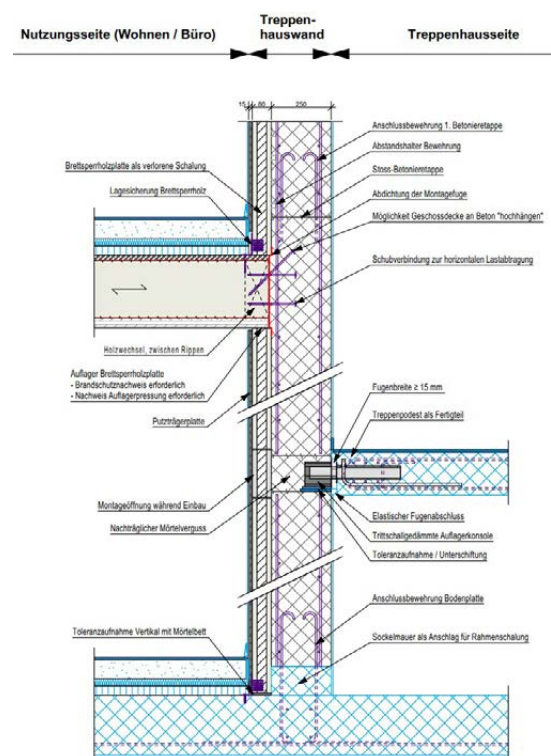 Nutzungsseite (Wohnen / Büro)
Treppen-
hauswand
Treppenhausseite
15
80
250
Anschlussbewehrung 1. Betonieretappe
Abstandshalter Bewehrung
Brettsperrholzplatte als verlorene Schalung
Stoss-Betonieretappe
Lagesicherung Brettsperrholz
Abdichtung der Montagefuge
Möglichkeit Geschossdecke an Beton "hochhängen"
Schubverbindung zur horizontalen Lastabtragung
Holzwechsel, zwischen Rippen
Auflager Brettsperrholzplatte
- Brandschutznachweis erforderlich
- Nachweis Auflagerpressung erforderlich
Fugenbreite ≥ 15 mm
Treppenpodest als Fertigteil
Putzträgerplatte
Montageöffnung während Einbau
Elastischer Fugenabschluss
Nachträglicher Mörtelverguss
Trittschallgedämmte Auflagerkonsole
Toleranzaufnahme / Unterschiftung
Anschlussbewehrung Bodenplatte
Toleranzaufnahme Vertikal mit Mörtelbett
Sockelmauer als Anschlag für Rahmenschalung